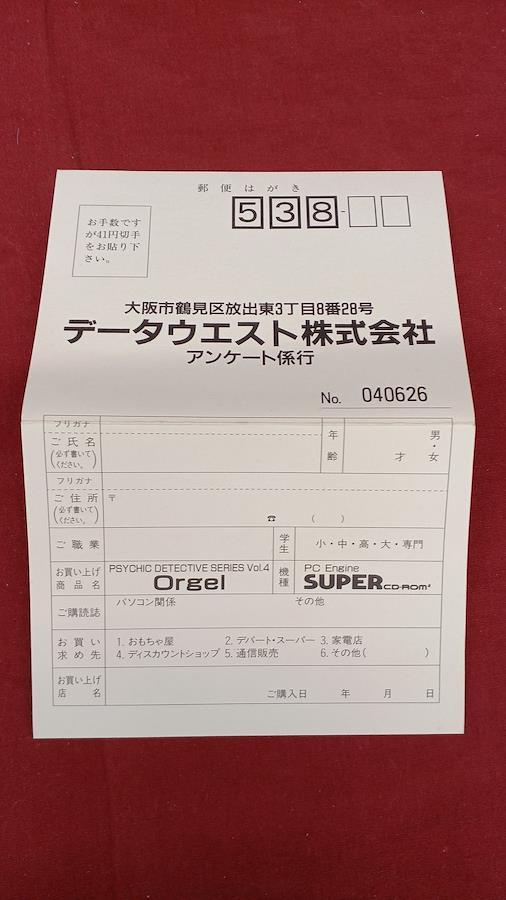 郵便はがき
538-
お手数です
が41円切手
をお貼り下
さい。
大阪市鶴見区放出東3丁目8番28号
データウエスト株式会社
アンケート係行
No. 040626
フリガナ
ご氏名
(必ず書いて
ください。)
年
齢
男
・
才 女
フリガナ
ご住所
(必ず書いて
ください。)
〒
☎ ( )
ご職業
学
生
小・中・高・大・専門
お買い上げ
商品名
PSYCHIC DETECTIVE SERIES Vol.4
Orgel
機
種
PC Engine
SUPER CD-ROM²
ご購読誌
パソコン関係 その他
お買い
求め先
1. おもちゃ屋 2. デパート・スーパー 3. 家電店
4. ディスカウントショップ 5. 通信販売 6. その他( )
お買い上げ
店名
ご購入日 年 月 日